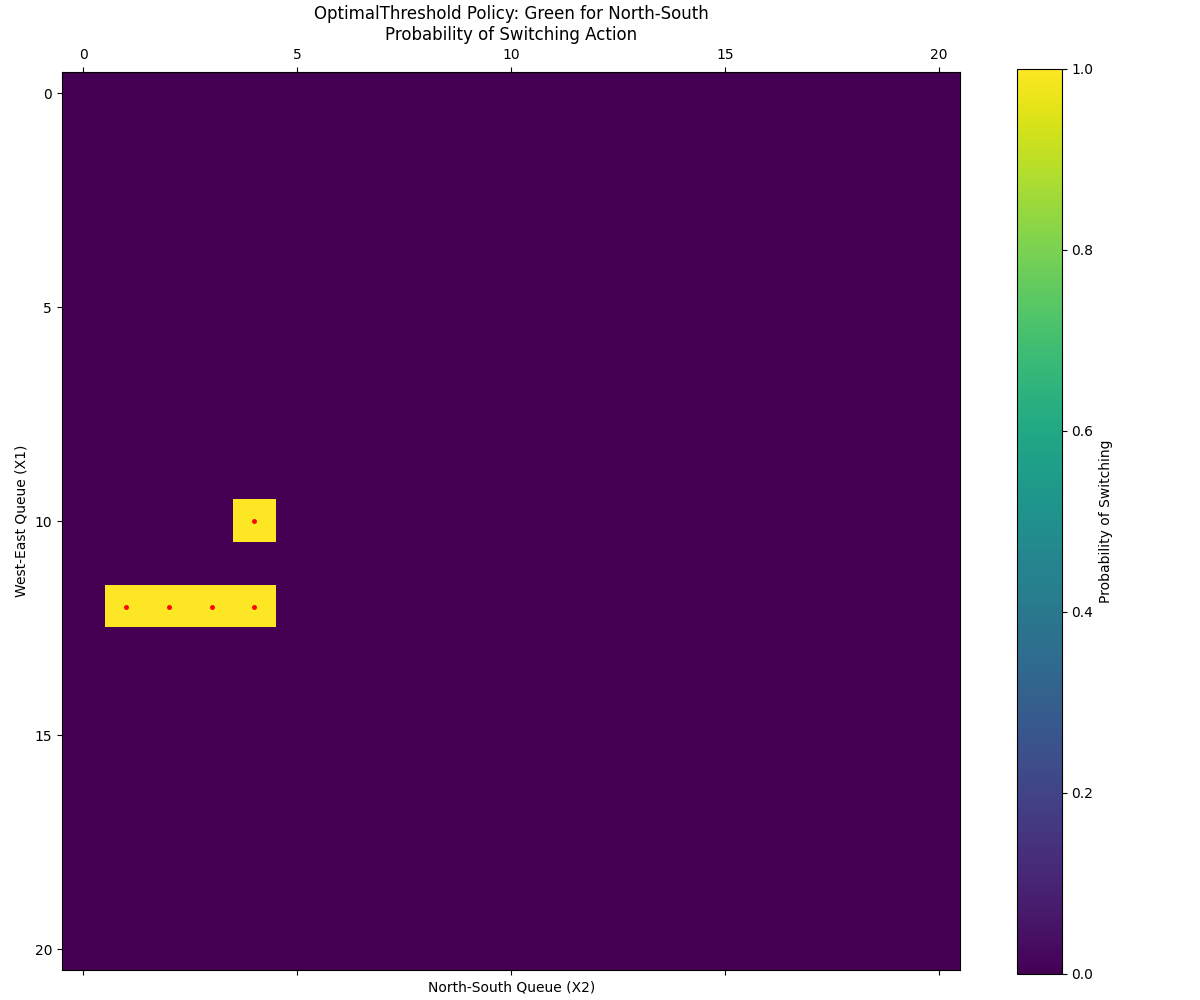 OptimalThreshold Policy: Green for North-South
Probability of Switching Action
0 5 10 15 20
0
5
10
15
20
West-East Queue (X1)
North-South Queue (X2)
1.0
0.8
0.6
0.4
0.2
0.0
Probability of Switching